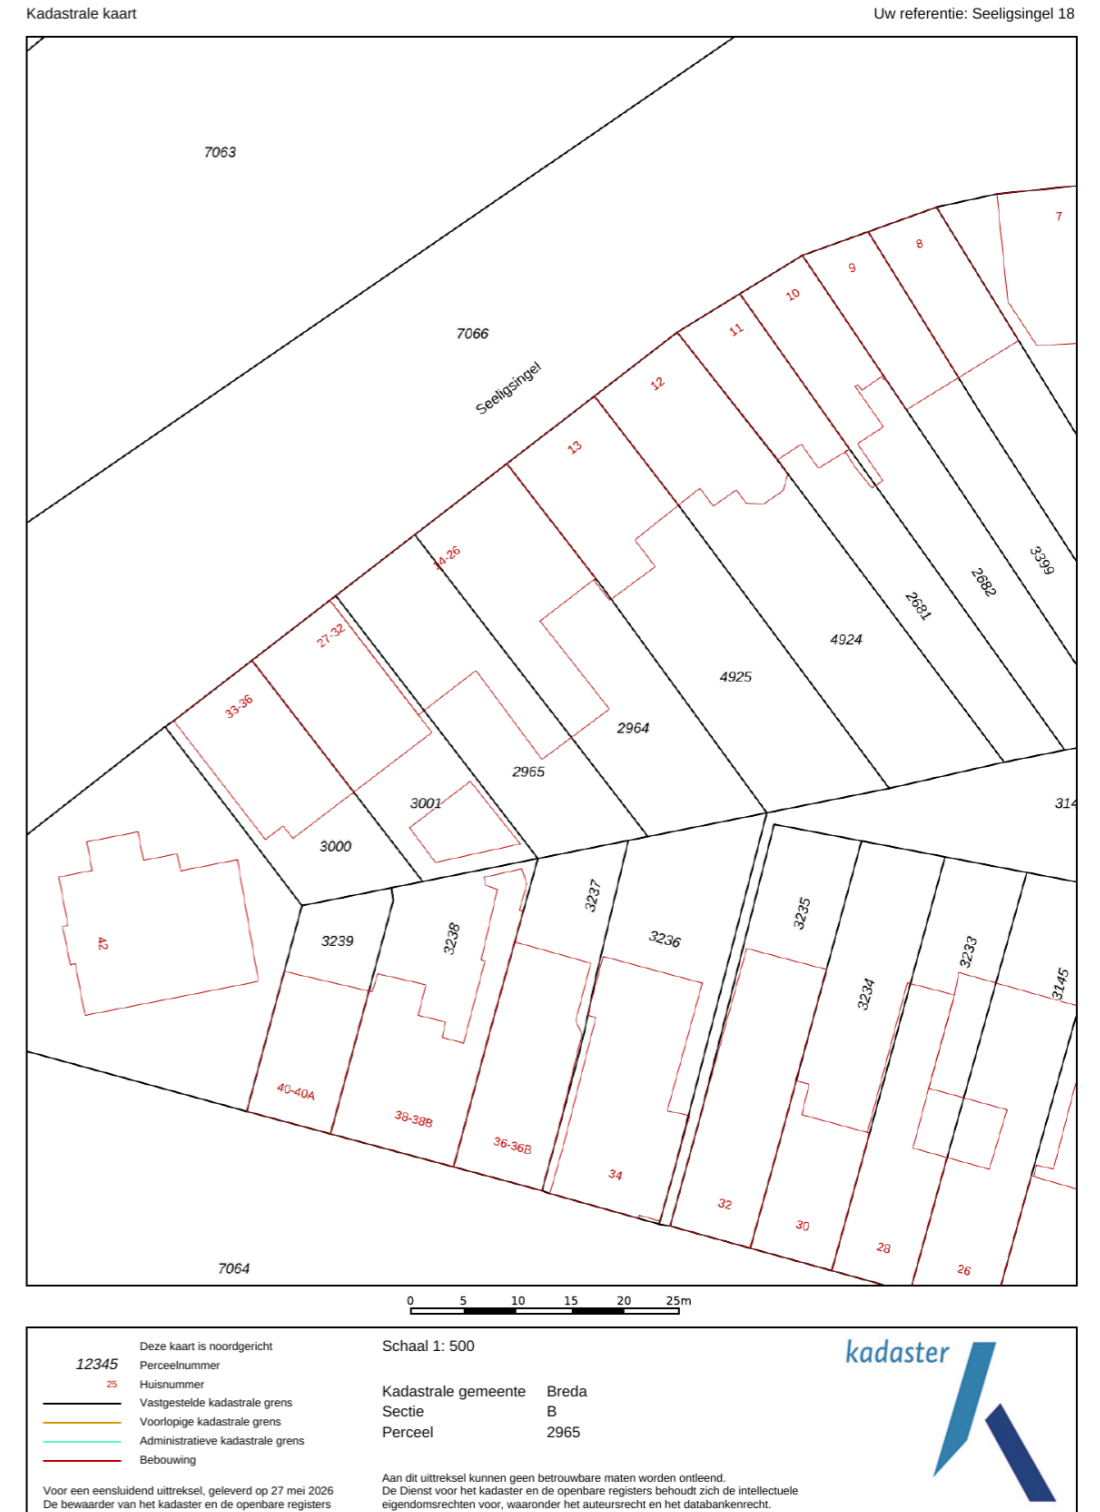 Kadastrale kaart
Uw referentie: Seeligsingel 18
7063
7066
Seeligsingel
7
8
9
10
11
12
13
14-26
27-32
33-36
3399
2682
2681
4924
4925
2964
2965
3001
3000
314
42
3239
3238
3237
3236
3235
3234
3233
3145
40-40A
38-38B
36-36B
34
32
30
28
26
7064
0 5 10 15 20 25m
Deze kaart is noordgericht
12345 Perceelnummer
25 Huisnummer
Vastgestelde kadastrale grens
Voorlopige kadastrale grens
Administratieve kadastrale grens
Bebouwing
Voor een eensluidend uittreksel, geleverd op 27 mei 2026
De bewaarder van het kadaster en de openbare registers
Schaal 1: 500
Kadastrale gemeente Breda
Sectie B
Perceel 2965
Aan dit uittreksel kunnen geen betrouwbare maten worden ontleend.
De Dienst voor het kadaster en de openbare registers behoudt zich de intellectuele
eigendomsrechten voor, waaronder het auteursrecht en het databankenrecht.
kadaster